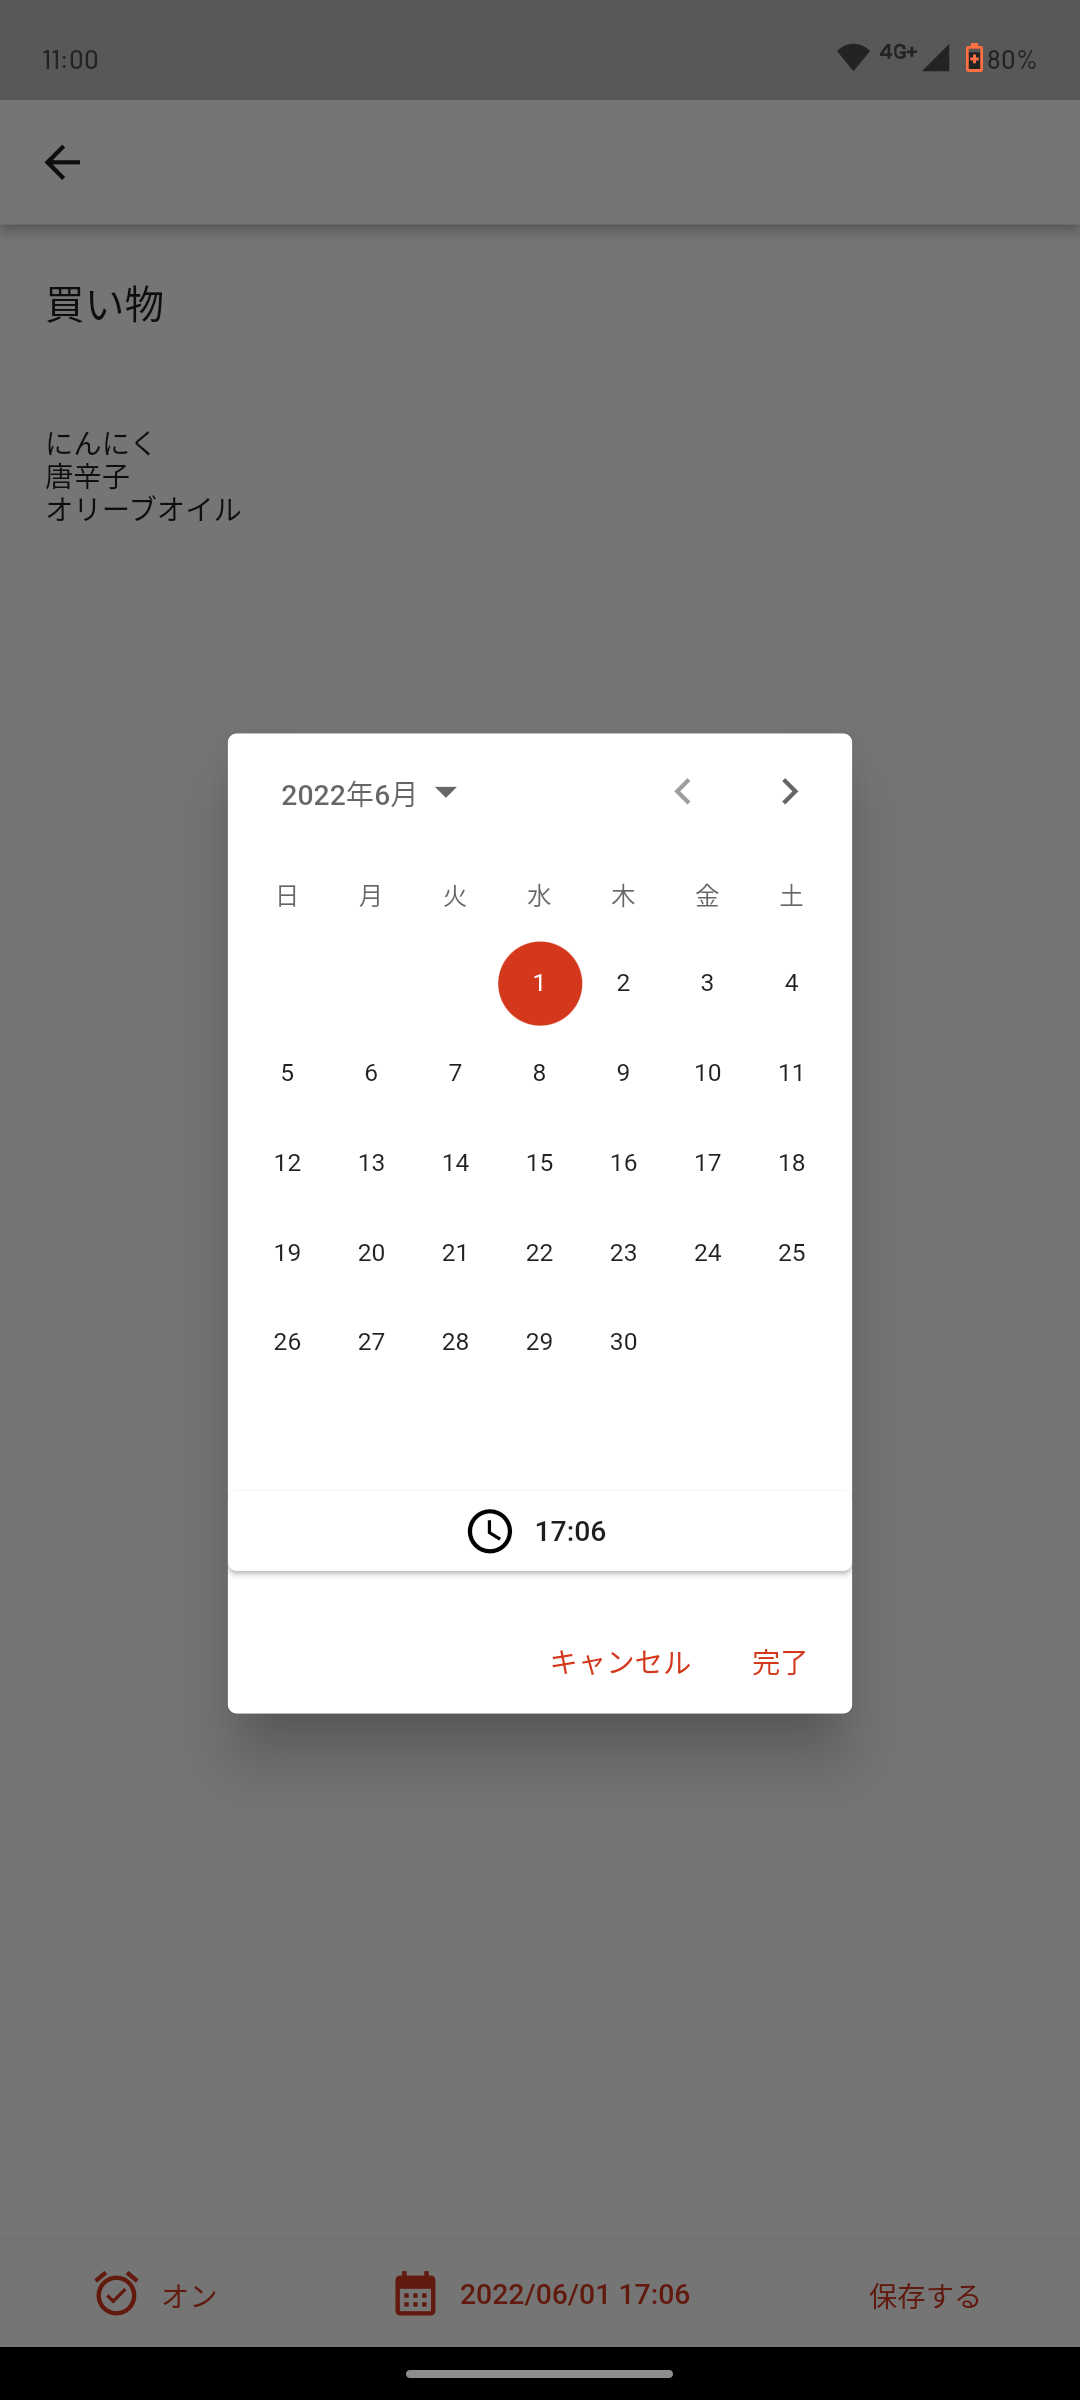 11:00 4G+ 80%
買い物
にんにく
唐辛子
オリーブオイル
2022年6月
日 月 火 水 木 金 土
1 2 3 4
5 6 7 8 9 10 11
12 13 14 15 16 17 18
19 20 21 22 23 24 25
26 27 28 29 30
17:06
キャンセル 完了
オン 2022/06/01 17:06 保存する